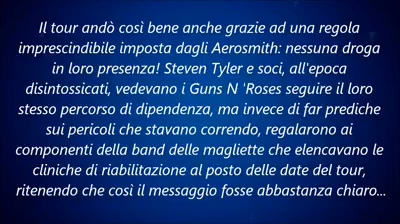 Il tour andò così bene anche grazie ad una regola
imprescindibile imposta dagli Aerosmith: nessuna droga
in loro presenza! Steven Tyler e soci, all'epoca
disintossicati, vedevano i Guns N 'Roses seguire il loro
stesso percorso di dipendenza, ma invece di far prediche
sui pericoli che stavano correndo, regalarono ai
componenti della band delle magliette che elencavano le
cliniche di riabilitazione al posto delle date del tour,
ritenendo che così il messaggio fosse abbastanza chiaro...